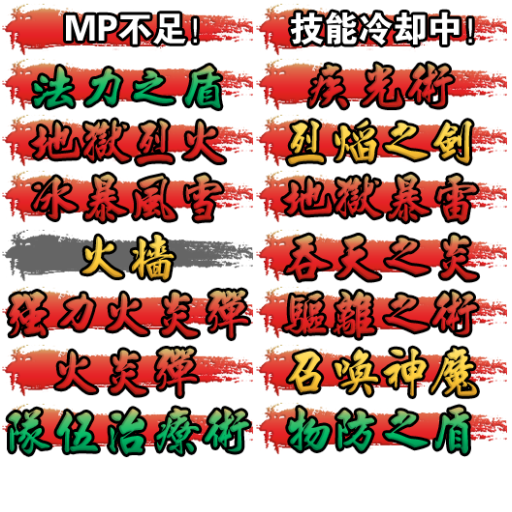 MP不足!
技能冷却中!
法力之盾
疾光術
地獄烈火
烈焰之劍
冰暴風雪
地獄暴雷
火墻
吞天之炎
強力火炎彈
驅離之術
火炎彈
召喚神魔
隊伍治療術
物防之盾